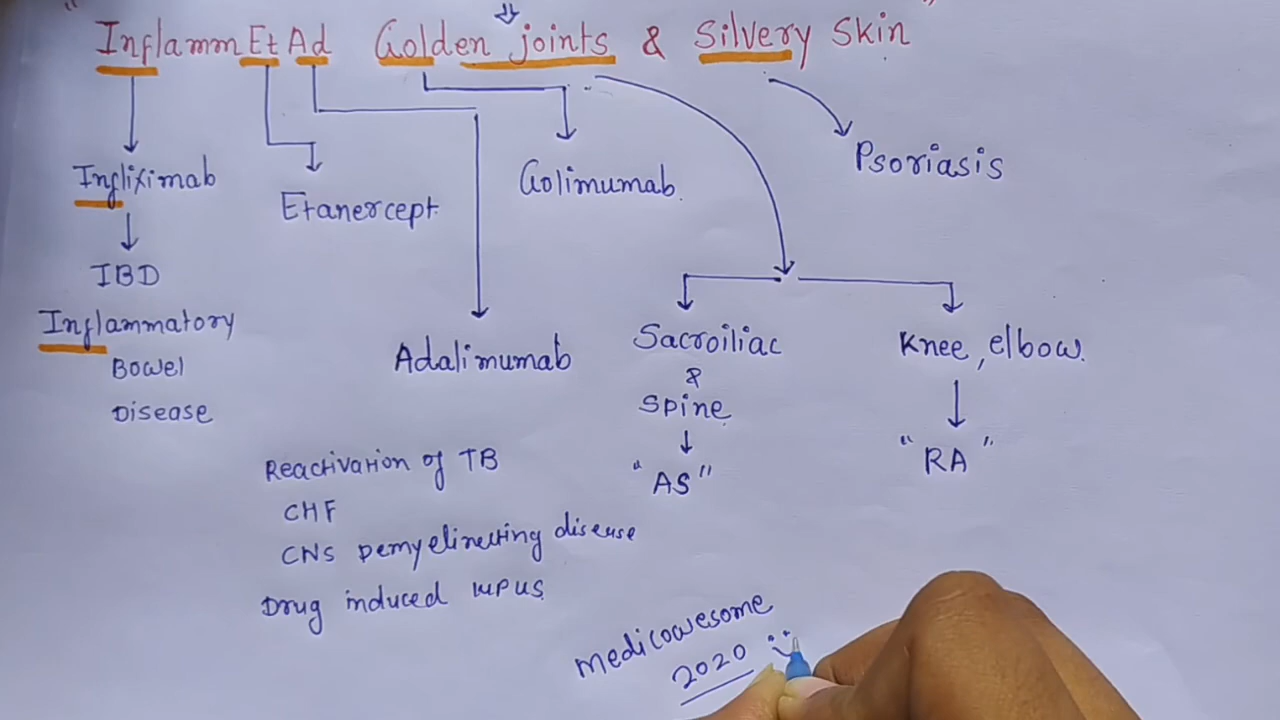 "InflammEtAd Golden joints & Silvery Skin"
Infliximab
Etanercept
Golimumab
Psoriasis
IBD
Inflammatory
Bowel
Disease
Adalimumab
Sacroiliac
&
Spine
"AS"
Knee, elbow
"RA"
Reactivation of TB
CHF
CNS Demyelinating disease
Drug induced lupus
medicowesome
2020